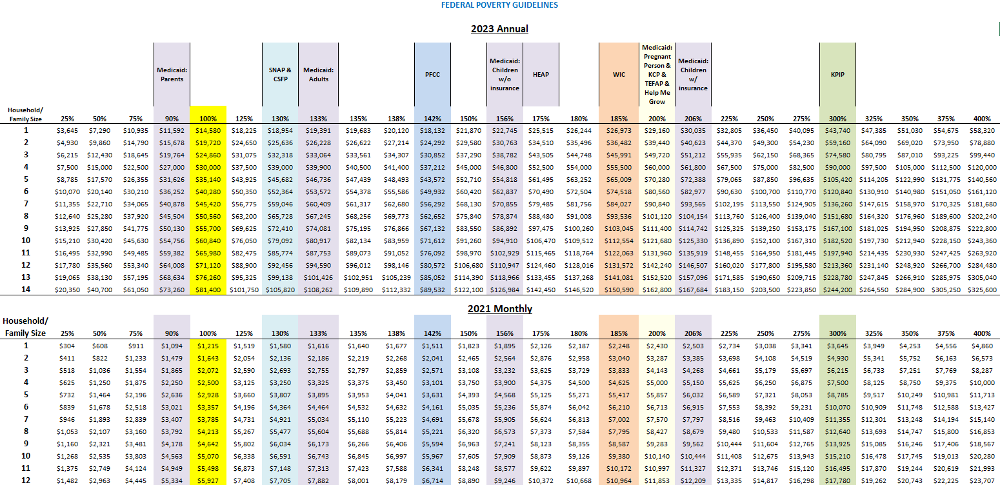 FEDERAL POVERTY GUIDELINES
2023 Annual
Medicaid: Parents SNAP & CSFP Medicaid: Adults PFCC Medicaid: Children w/o insurance HEAP WIC Medicaid: Pregnant Person & KCP & TEFAP & Help Me Grow Medicaid: Children w/ insurance KPIP
Household/
Family Size 25% 50% 75% 90% 100% 125% 130% 133% 135% 138% 142% 150% 156% 175% 180% 185% 200% 206% 225% 250% 275% 300% 325% 350% 375% 400%
1 $3,645 $7,290 $10,935 $11,592 $14,580 $18,225 $18,954 $19,391 $19,683 $20,120 $18,132 $21,870 $22,745 $25,515 $26,244 $26,973 $29,160 $30,035 $32,805 $36,450 $40,095 $43,740 $47,385 $51,030 $54,675 $58,320
2 $4,930 $9,860 $14,790 $15,678 $19,720 $24,650 $25,636 $26,228 $26,622 $27,214 $24,292 $29,580 $30,763 $34,510 $35,496 $36,482 $39,440 $40,623 $44,370 $49,300 $54,230 $59,160 $64,090 $69,020 $73,950 $78,880
3 $6,215 $12,430 $18,645 $19,764 $24,860 $31,075 $32,318 $33,064 $33,561 $34,307 $30,852 $37,290 $38,782 $43,505 $44,748 $45,991 $49,720 $51,212 $55,935 $62,150 $68,365 $74,580 $80,795 $87,010 $93,225 $99,440
4 $7,500 $15,000 $22,500 $27,000 $30,000 $37,500 $39,000 $39,900 $40,500 $41,400 $37,212 $45,000 $46,800 $52,500 $54,000 $55,500 $60,000 $61,800 $67,500 $75,000 $82,500 $90,000 $97,500 $105,000 $112,500 $120,000
5 $8,785 $17,570 $26,355 $31,626 $35,140 $43,925 $45,682 $46,736 $47,439 $48,493 $43,572 $52,710 $54,818 $61,495 $63,252 $65,009 $70,280 $72,388 $79,065 $87,850 $96,635 $105,420 $114,205 $122,990 $131,775 $140,560
6 $10,070 $20,140 $30,210 $36,252 $40,280 $50,350 $52,364 $53,572 $54,378 $55,586 $49,932 $60,420 $62,837 $70,490 $72,504 $74,518 $80,560 $82,977 $90,630 $100,700 $110,770 $120,840 $130,910 $140,980 $151,050 $161,120
7 $11,355 $22,710 $34,065 $40,878 $45,420 $56,775 $59,046 $60,409 $61,317 $62,680 $56,292 $68,130 $70,855 $79,485 $81,756 $84,027 $90,840 $93,565 $102,195 $113,550 $124,905 $136,260 $147,615 $158,970 $170,325 $181,680
8 $12,640 $25,280 $37,920 $45,504 $50,560 $63,200 $65,728 $67,245 $68,256 $69,773 $62,652 $75,840 $78,874 $88,480 $91,008 $93,536 $101,120 $104,154 $113,760 $126,400 $139,040 $151,680 $164,320 $176,960 $189,600 $202,240
9 $13,925 $27,850 $41,775 $50,130 $55,700 $69,625 $72,410 $74,081 $75,195 $76,866 $67,132 $83,550 $86,892 $97,475 $100,260 $103,045 $111,400 $114,742 $125,325 $139,250 $153,175 $167,100 $181,025 $194,950 $208,875 $222,800
10 $15,210 $30,420 $45,630 $54,756 $60,840 $76,050 $79,092 $80,917 $82,134 $83,959 $71,612 $91,260 $94,910 $106,470 $109,512 $112,554 $121,680 $125,330 $136,890 $152,100 $167,310 $182,520 $197,730 $212,940 $228,150 $243,360
11 $16,495 $32,990 $49,485 $59,382 $65,980 $82,475 $85,774 $87,753 $89,073 $91,052 $76,092 $98,970 $102,929 $115,465 $118,764 $122,063 $131,960 $135,919 $148,455 $164,950 $181,445 $197,940 $214,435 $230,930 $247,425 $263,920
12 $17,780 $35,560 $53,340 $64,008 $71,120 $88,900 $92,456 $94,590 $96,012 $98,146 $80,572 $106,680 $110,947 $124,460 $128,016 $131,572 $142,240 $146,507 $160,020 $177,800 $195,580 $213,360 $231,140 $248,920 $266,700 $284,480
13 $19,065 $38,130 $57,195 $68,634 $76,260 $95,325 $99,138 $101,426 $102,951 $105,239 $85,052 $114,390 $118,966 $133,455 $137,268 $141,081 $152,520 $157,096 $171,585 $190,650 $209,715 $228,780 $247,845 $266,910 $285,975 $305,040
14 $20,350 $40,700 $61,050 $73,260 $81,400 $101,750 $105,820 $108,262 $109,890 $112,332 $89,532 $122,100 $126,984 $142,450 $146,520 $150,590 $162,800 $167,684 $183,150 $203,500 $223,850 $244,200 $264,550 $284,900 $305,250 $325,600
2021 Monthly
Household/
Family Size 25% 50% 75% 90% 100% 125% 130% 133% 135% 138% 142% 150% 156% 175% 180% 185% 200% 206% 225% 250% 275% 300% 325% 350% 375% 400%
1 $304 $608 $911 $1,094 $1,215 $1,519 $1,580 $1,616 $1,640 $1,677 $1,511 $1,823 $1,895 $2,126 $2,187 $2,248 $2,430 $2,503 $2,734 $3,038 $3,341 $3,645 $3,949 $4,253 $4,556 $4,860
2 $411 $822 $1,233 $1,479 $1,643 $2,054 $2,136 $2,186 $2,219 $2,268 $2,041 $2,465 $2,564 $2,876 $2,958 $3,040 $3,287 $3,385 $3,698 $4,108 $4,519 $4,930 $5,341 $5,752 $6,163 $6,573
3 $518 $1,036 $1,554 $1,865 $2,072 $2,590 $2,693 $2,755 $2,797 $2,859 $2,571 $3,108 $3,232 $3,625 $3,729 $3,833 $4,143 $4,268 $4,661 $5,179 $5,697 $6,215 $6,733 $7,251 $7,769 $8,287
4 $625 $1,250 $1,875 $2,250 $2,500 $3,125 $3,250 $3,325 $3,375 $3,450 $3,101 $3,750 $3,900 $4,375 $4,500 $4,625 $5,000 $5,150 $5,625 $6,250 $6,875 $7,500 $8,125 $8,750 $9,375 $10,000
5 $732 $1,464 $2,196 $2,636 $2,928 $3,660 $3,807 $3,895 $3,953 $4,041 $3,631 $4,393 $4,568 $5,125 $5,271 $5,417 $5,857 $6,032 $6,589 $7,321 $8,053 $8,785 $9,517 $10,249 $10,981 $11,713
6 $839 $1,678 $2,518 $3,021 $3,357 $4,196 $4,364 $4,464 $4,532 $4,632 $4,161 $5,035 $5,236 $5,874 $6,042 $6,210 $6,713 $6,915 $7,553 $8,392 $9,231 $10,070 $10,909 $11,748 $12,588 $13,427
7 $946 $1,893 $2,839 $3,407 $3,785 $4,731 $4,921 $5,034 $5,110 $5,223 $4,691 $5,678 $5,905 $6,624 $6,813 $7,002 $7,570 $7,797 $8,516 $9,463 $10,409 $11,355 $12,301 $13,248 $14,194 $15,140
8 $1,053 $2,107 $3,160 $3,792 $4,213 $5,267 $5,477 $5,604 $5,688 $5,814 $5,221 $6,320 $6,573 $7,373 $7,584 $7,795 $8,427 $8,679 $9,480 $10,533 $11,587 $12,640 $13,693 $14,747 $15,800 $16,853
9 $1,160 $2,321 $3,481 $4,178 $4,642 $5,802 $6,034 $6,173 $6,266 $6,406 $5,594 $6,963 $7,241 $8,123 $8,355 $8,587 $9,283 $9,562 $10,444 $11,604 $12,765 $13,925 $15,085 $16,246 $17,406 $18,567
10 $1,268 $2,535 $3,803 $4,563 $5,070 $6,338 $6,591 $6,743 $6,845 $6,997 $5,967 $7,605 $7,909 $8,873 $9,126 $9,380 $10,140 $10,444 $11,408 $12,675 $13,943 $15,210 $16,478 $17,745 $19,013 $20,280
11 $1,375 $2,749 $4,124 $4,949 $5,498 $6,873 $7,148 $7,313 $7,423 $7,588 $6,341 $8,248 $8,577 $9,622 $9,897 $10,172 $10,997 $11,327 $12,371 $13,746 $15,120 $16,495 $17,870 $19,244 $20,619 $21,993
12 $1,482 $2,963 $4,445 $5,334 $5,927 $7,408 $7,705 $7,882 $8,001 $8,179 $6,714 $8,890 $9,246 $10,372 $10,668 $10,964 $11,853 $12,209 $13,335 $14,817 $16,298 $17,780 $19,262 $20,743 $22,225 $23,707